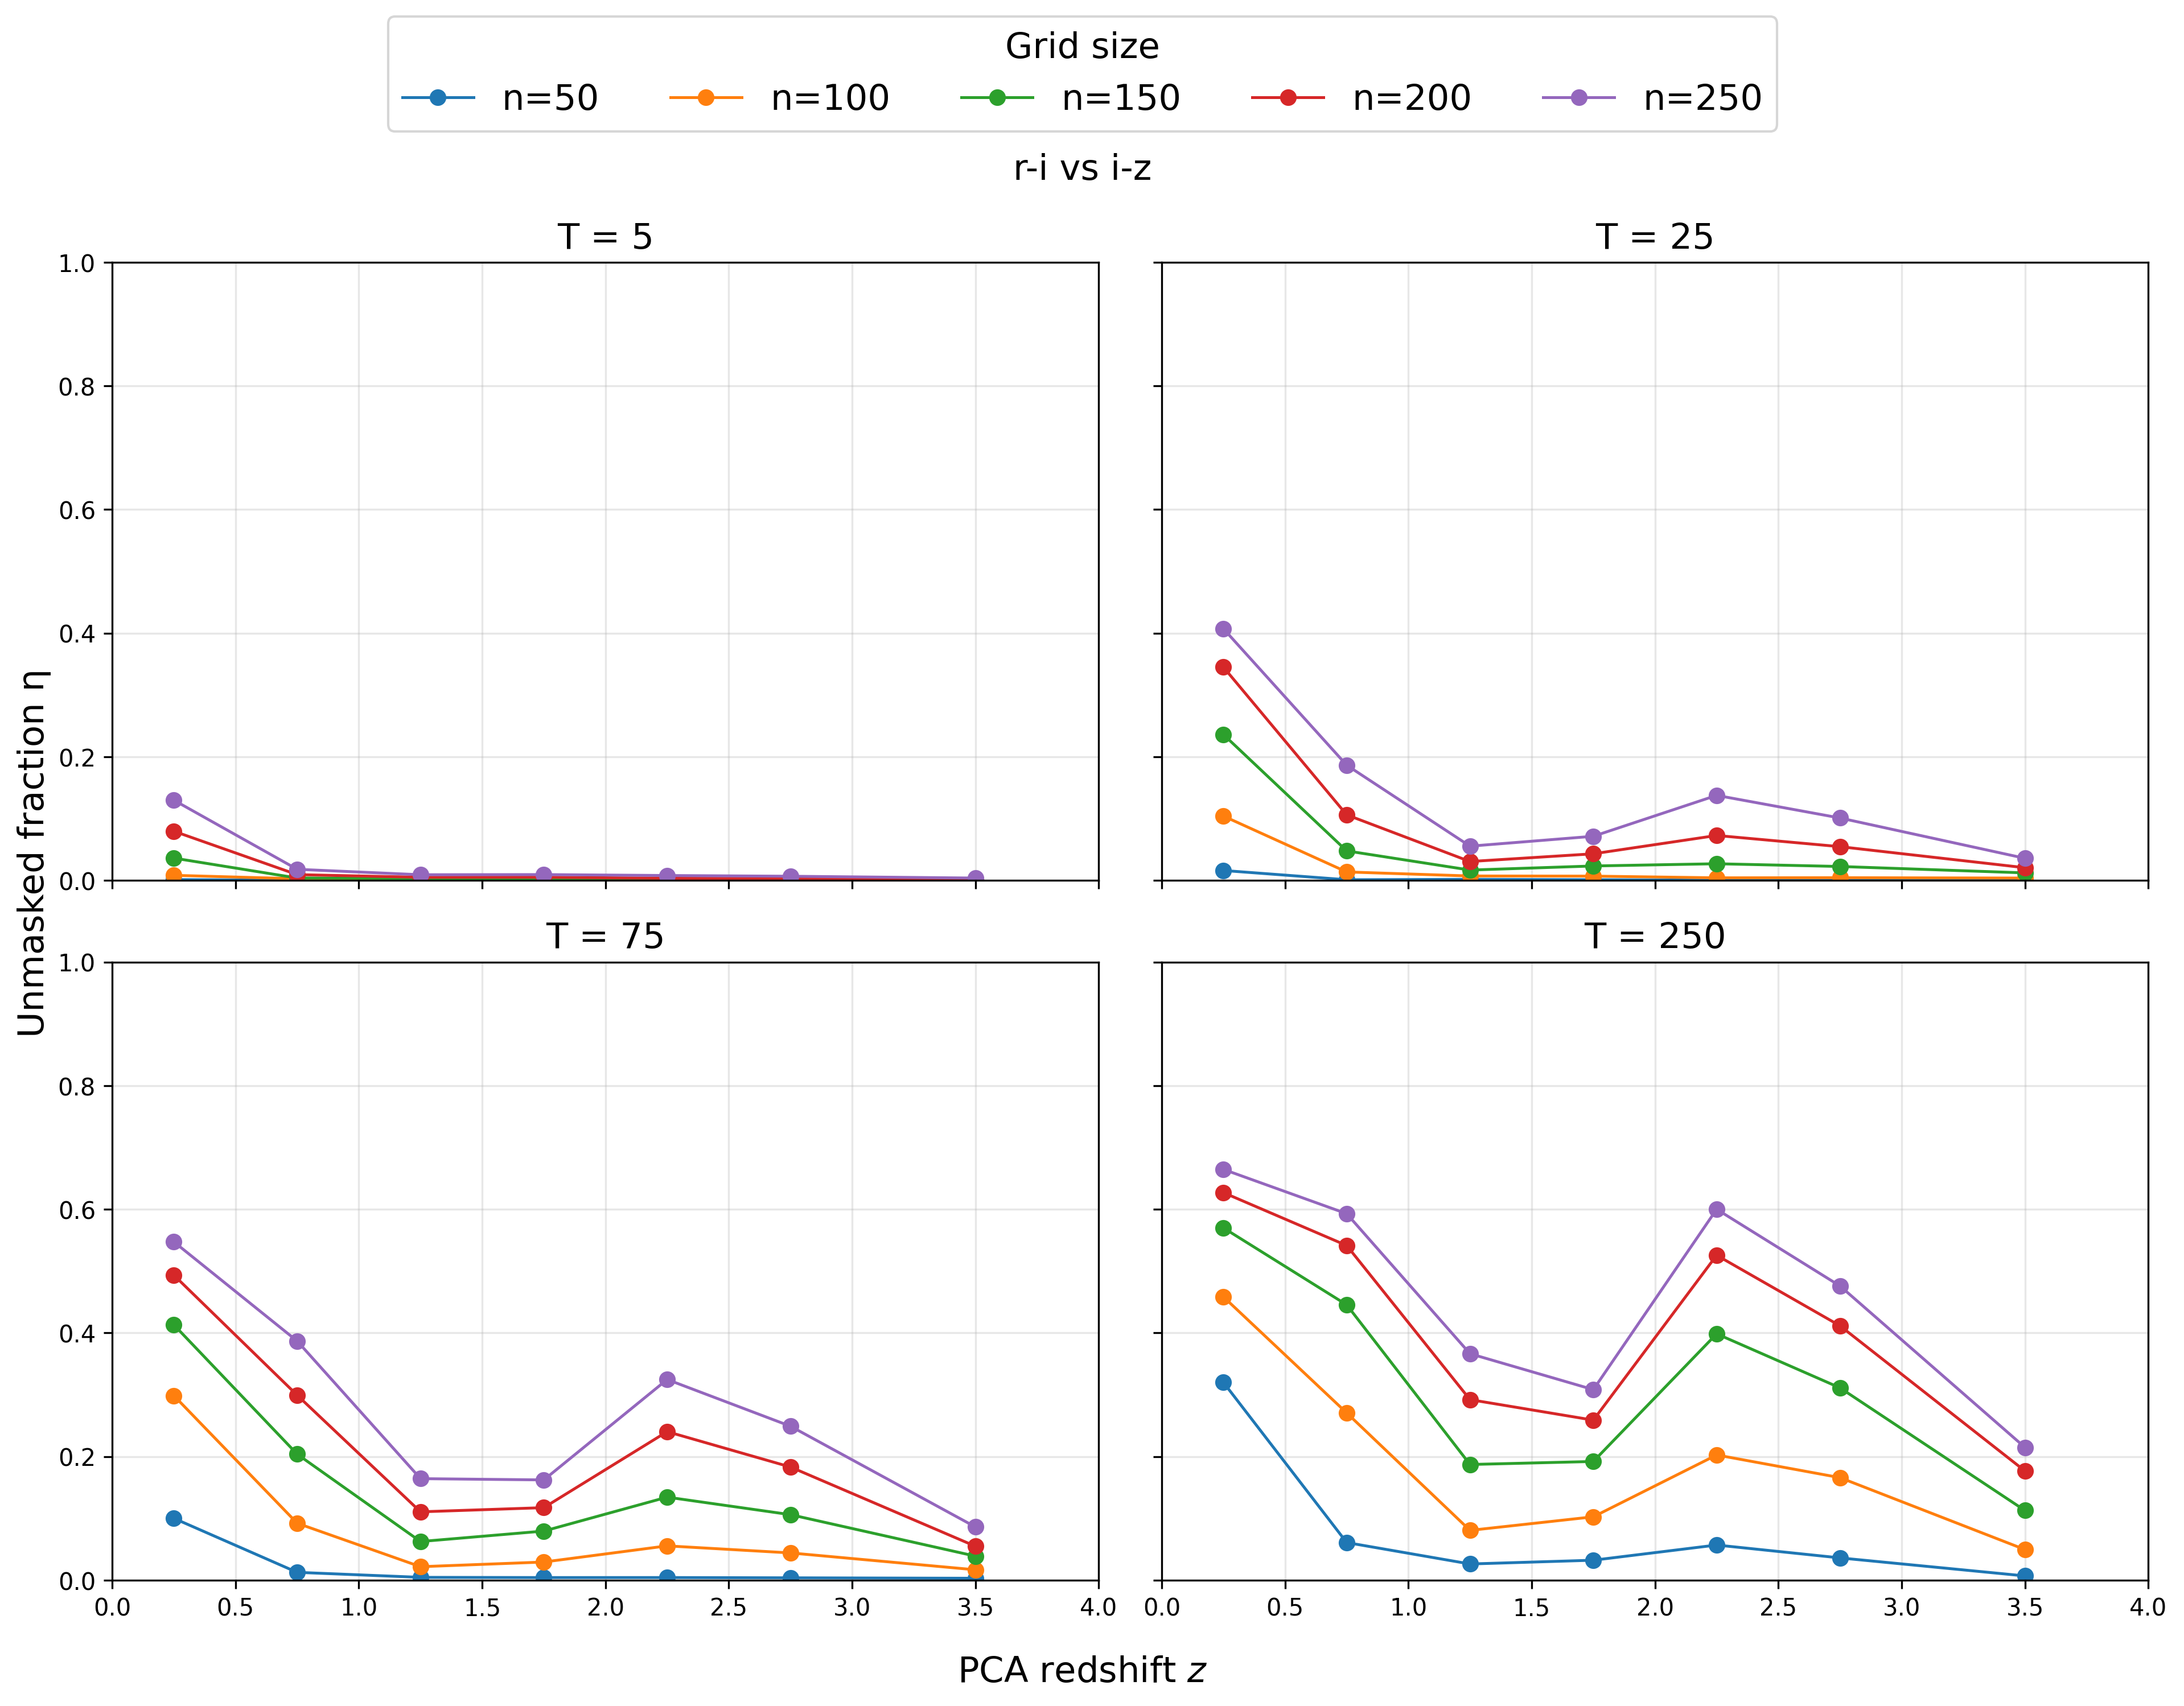 Grid size
n=50 n=100 n=150 n=200 n=250
r-i vs i-z
T = 5
T = 25
1.0
0.8
0.6
0.4
0.2
0.0
Unmasked fraction η
T = 75
T = 250
1.0
0.8
0.6
0.4
0.2
0.0
0.0 0.5 1.0 1.5 2.0 2.5 3.0 3.5 4.0
0.0 0.5 1.0 1.5 2.0 2.5 3.0 3.5 4.0
PCA redshift z